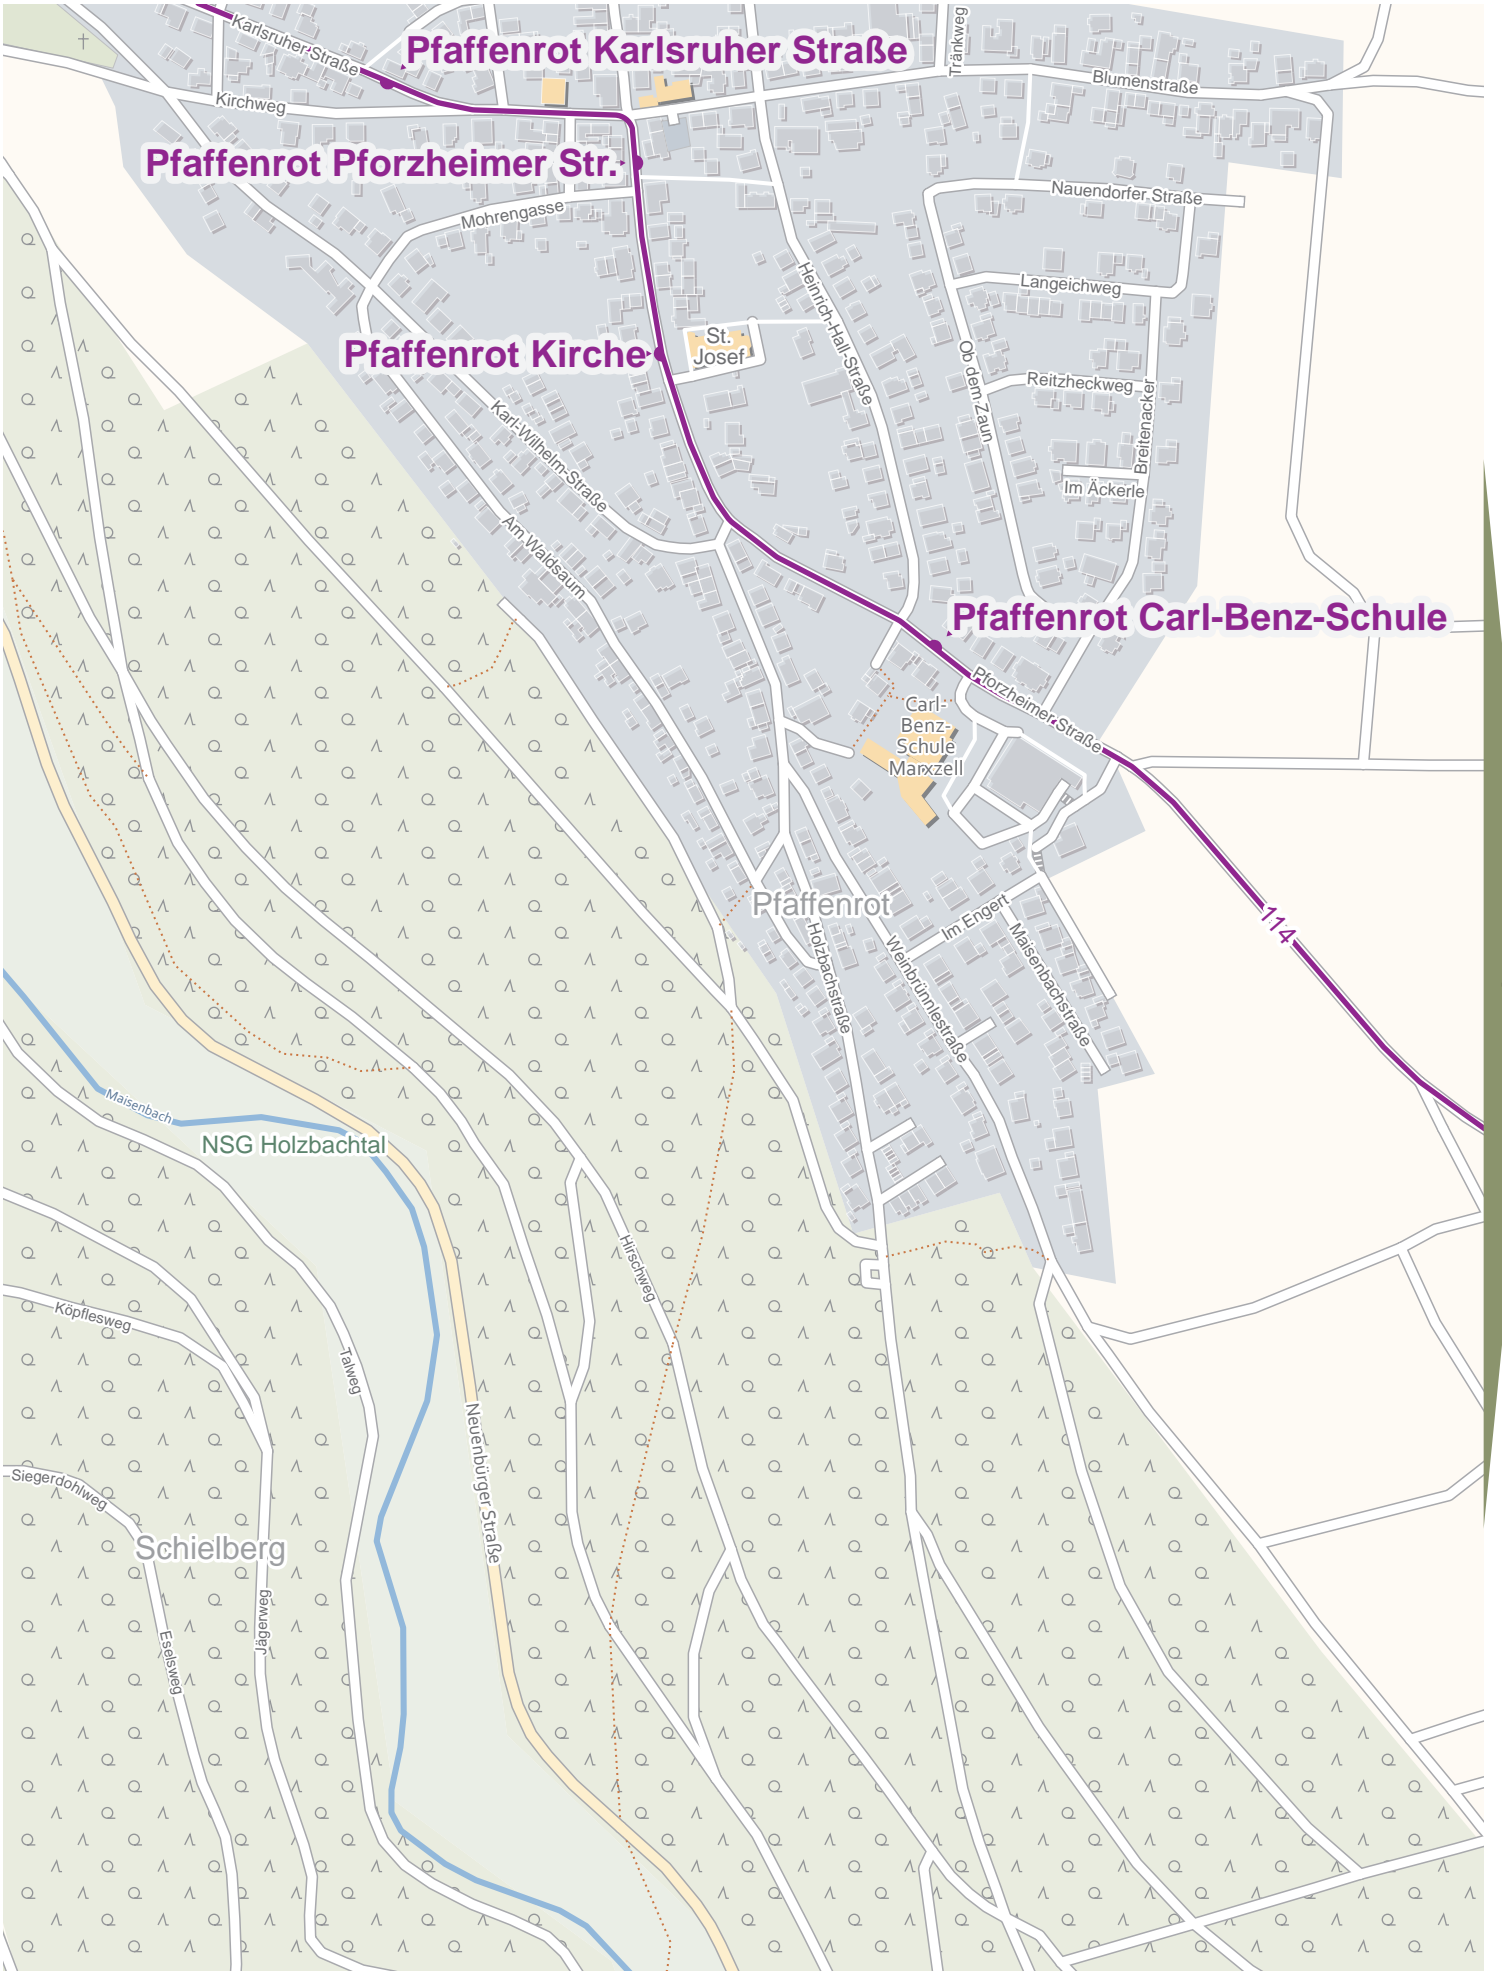 Karlsruher Straße
Pfaffenrot Karlsruher Straße
Tränkweg
Blumenstraße
Kirchweg
Pfaffenrot Pforzheimer Str.
Nauendorfer Straße
Mohrengasse
Heinrich-Hall-Straße
Langeichweg
St.
Josef
Pfaffenrot Kirche
Ob dem Zaun
Reitzheckweg
Breitenacker
Karl-Wilhelm-Straße
Im Äckerle
Am Waldsaum
Pfaffenrot Carl-Benz-Schule
Pforzheimer Straße
Carl-
Benz-
Schule
Marxzell
Pfaffenrot
Im Engert
114
Holzbachstraße
Weinbrünnlestraße
Maisenbachstraße
Maisenbach
NSG Holzbachtal
Hirschweg
Köpflesweg
Talweg
Neuenbürger Straße
Siegerdohlweg
Schielberg
Jägerweg
Eselsweg